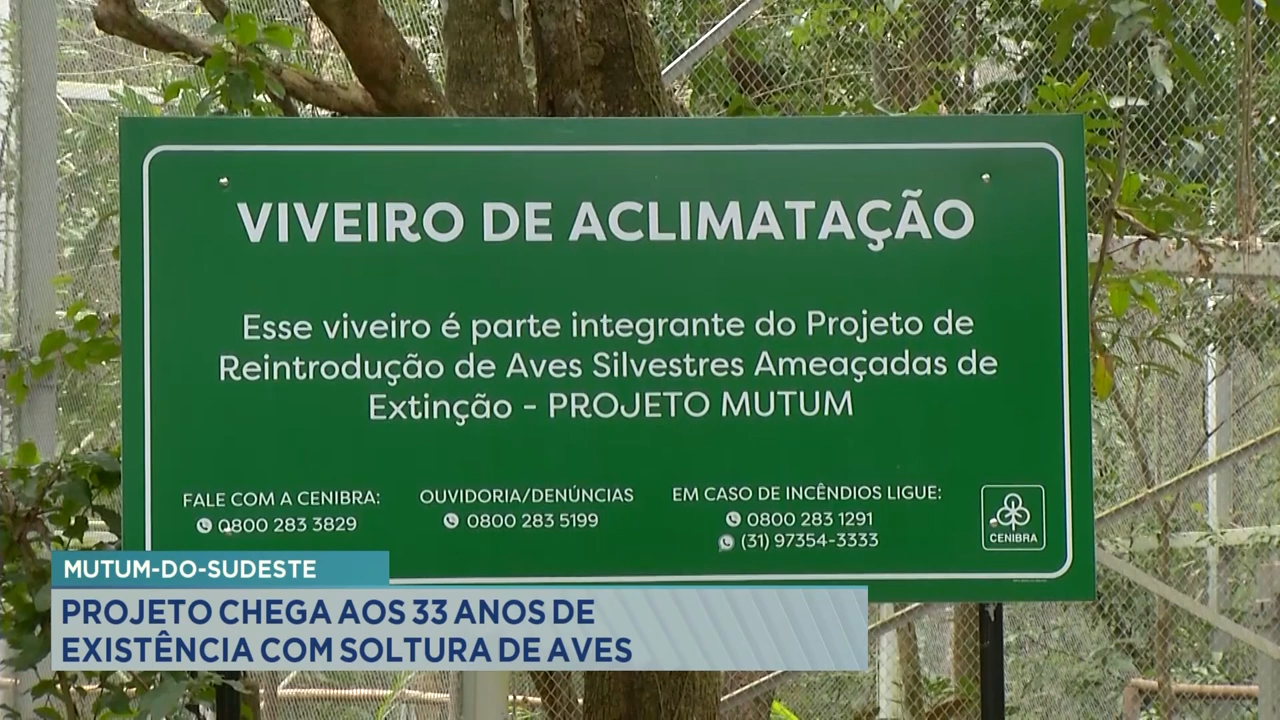 VIVEIRO DE ACLIMATAÇÃO
Esse viveiro é parte integrante do Projeto de
Reintrodução de Aves Silvestres Ameaçadas de
Extinção - PROJETO MUTUM
FALE COM A CENIBRA:
0800 283 3829
OUVIDORIA/DENÚNCIAS
0800 283 5199
EM CASO DE INCÊNDIOS LIGUE:
0800 283 1291
(31) 97354-3333
CENIBRA
MUTUM-DO-SUDESTE
PROJETO CHEGA AOS 33 ANOS DE
EXISTÊNCIA COM SOLTURA DE AVES